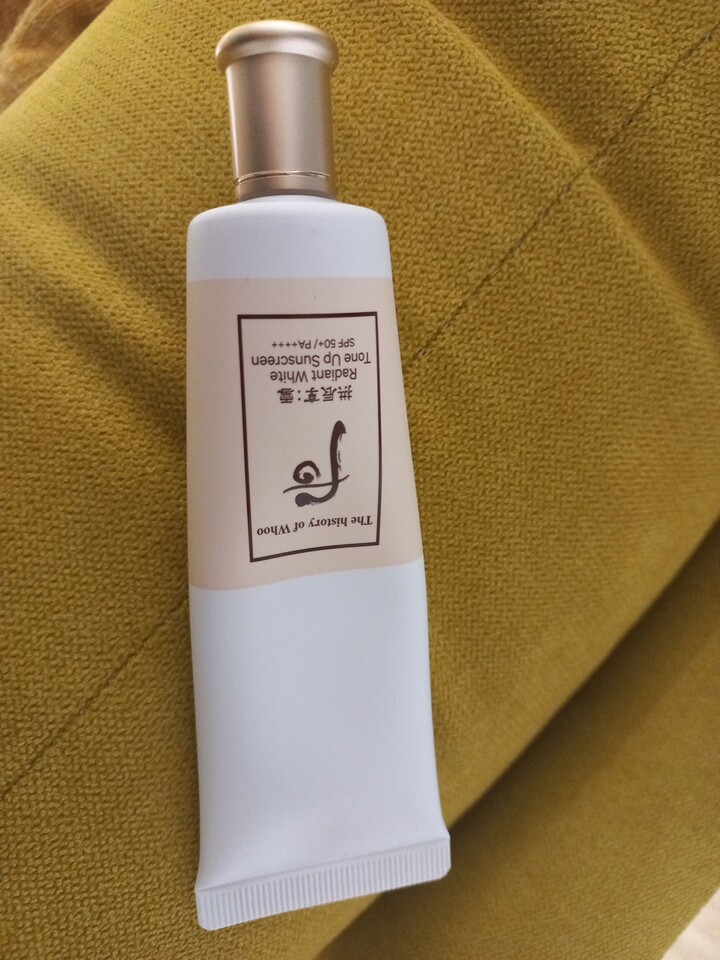 The history of Whoo
拱辰享:雪
Radiant White
Tone Up Sunscreen
SPF 50+/ PA++++